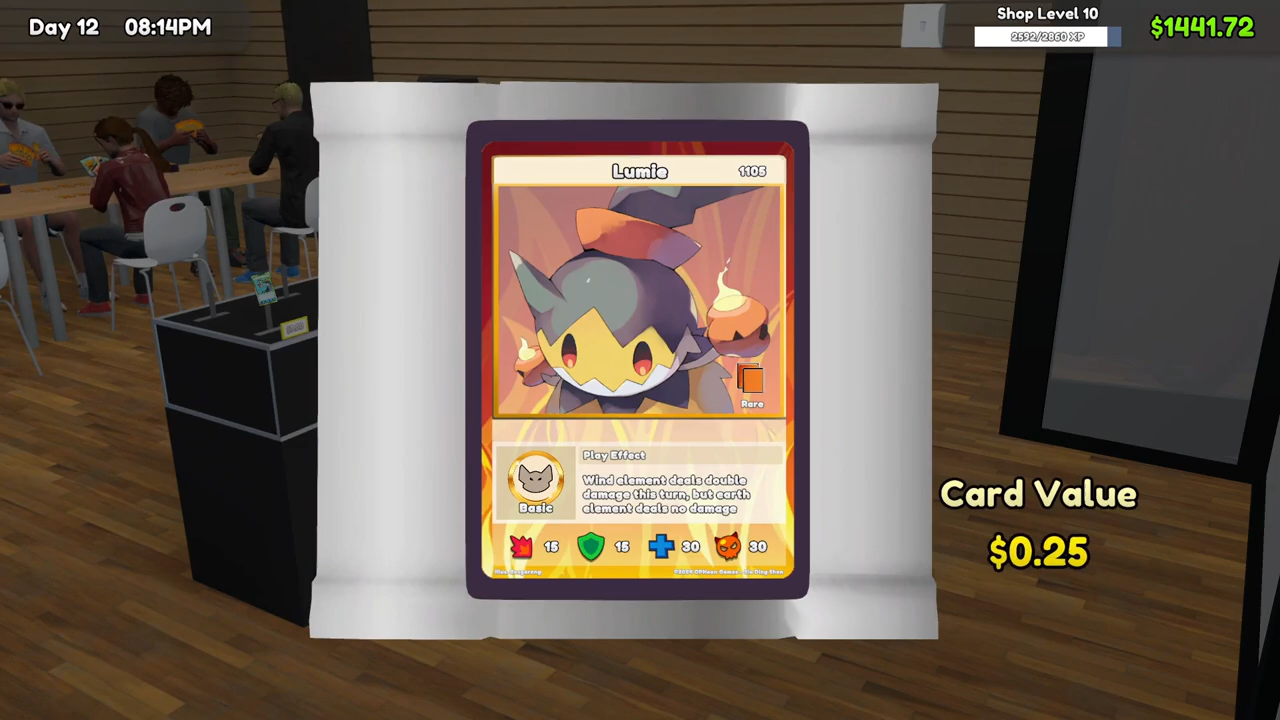 Day 12 08:14PM
Shop Level 10
2592/2860 XP
$1441.72
Lumie 1105
Rare
Play Effect
Wind element deals double
damage this turn, but earth
element deals no damage
Basic
15 15 30 30
Card Value
$0.25